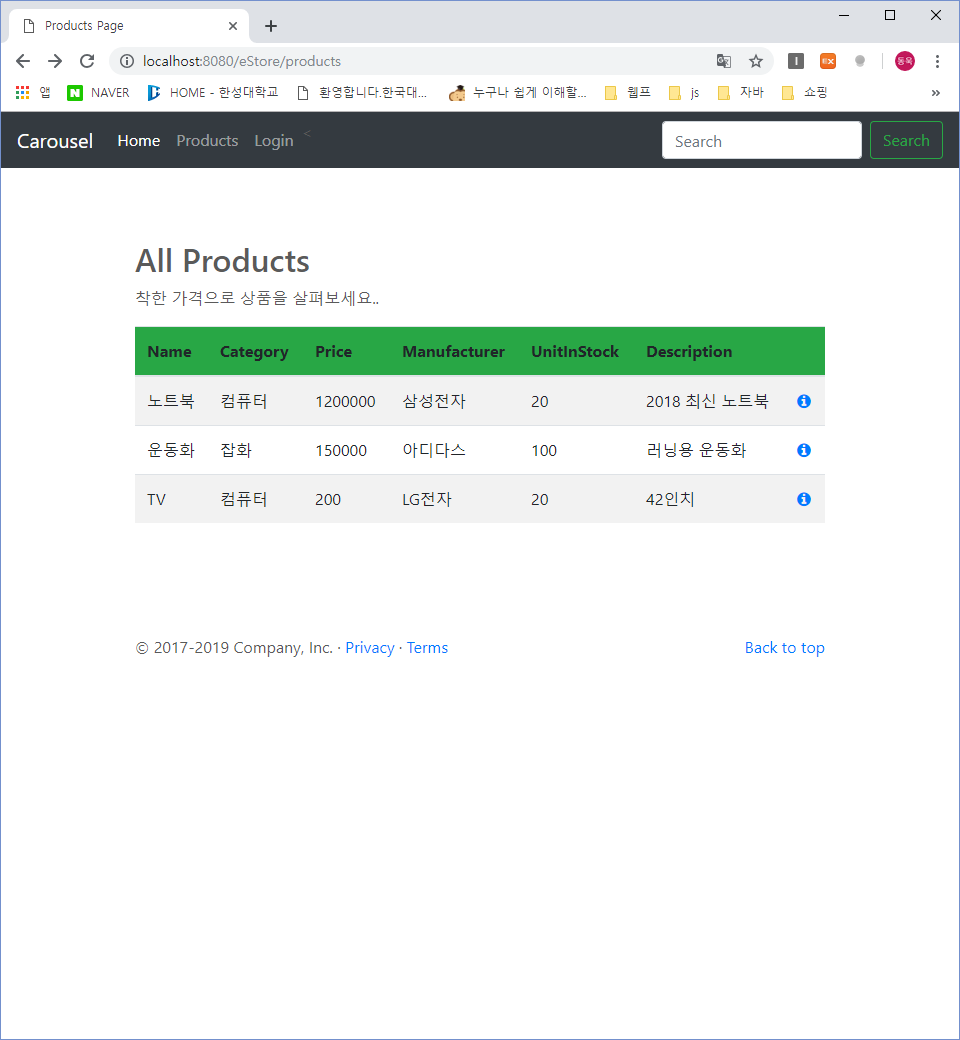 Products Page
localhost:8080/eStore/products
동욱
앱 NAVER HOME - 한성대학교 환영합니다.한국대... 누구나 쉽게 이해할... 웹프 js 자바 쇼핑 »
Carousel Home Products Login < Search Search
All Products
착한 가격으로 상품을 살펴보세요..
Name Category Price Manufacturer UnitInStock Description
노트북 컴퓨터 1200000 삼성전자 20 2018 최신 노트북
운동화 잡화 150000 아디다스 100 러닝용 운동화
TV 컴퓨터 200 LG전자 20 42인치
© 2017-2019 Company, Inc. · Privacy · Terms Back to top